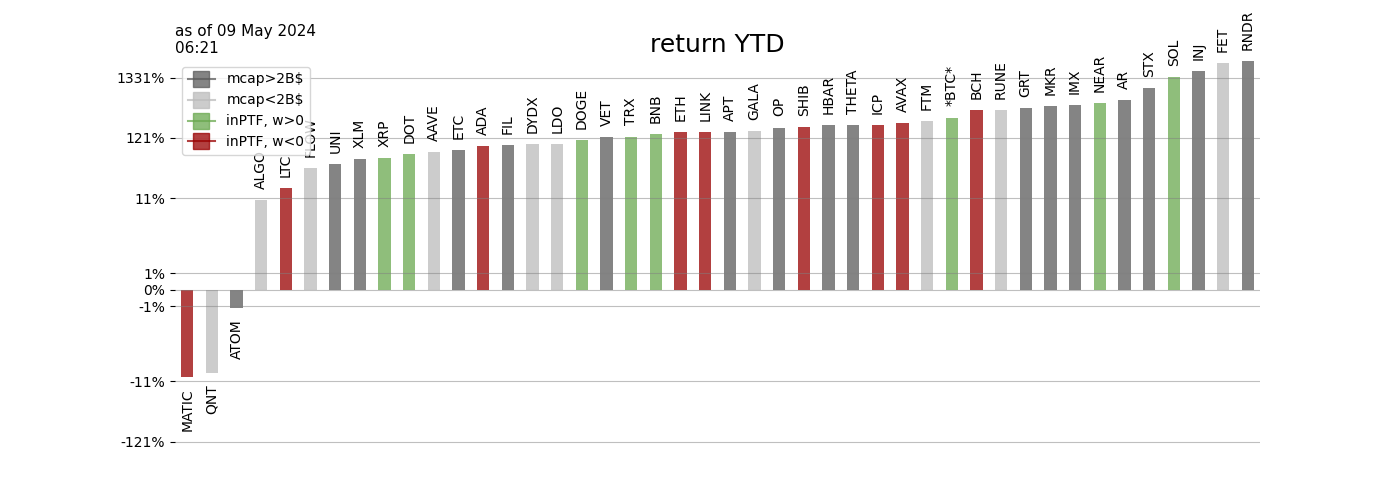 as of 09 May 2024
06:21
return YTD
mcap>2B$
mcap<2B$
inPTF, w>0
inPTF, w<0
1331%
121%
11%
1%
0%
-1%
-11%
-121%
MATIC
QNT
ATOM
ALGO
LTC
FLOW
UNI
XLM
XRP
DOT
AAVE
ETC
ADA
FIL
DYDX
LDO
DOGE
VET
TRX
BNB
ETH
LINK
APT
GALA
OP
SHIB
HBAR
THETA
ICP
AVAX
FTM
*BTC*
BCH
RUNE
GRT
MKR
IMX
NEAR
AR
STX
SOL
INJ
FET
RNDR